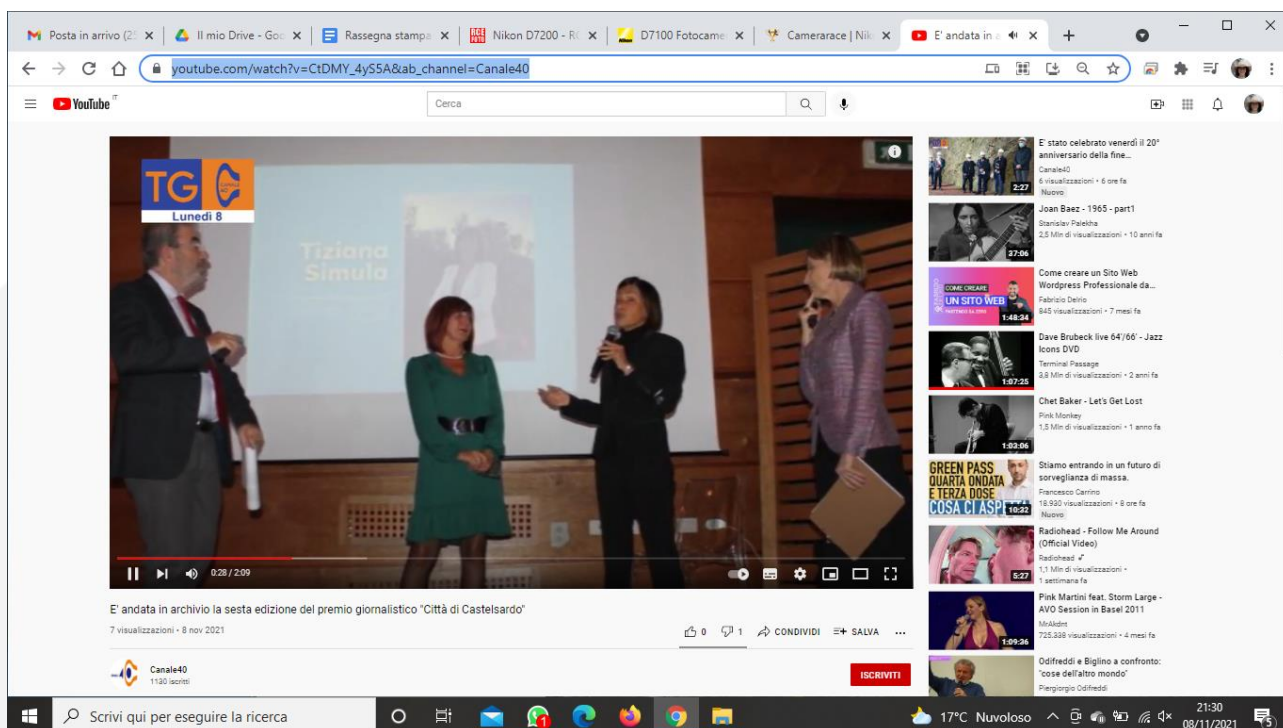 Posta in arrivo (2
Il mio Drive - Goo
Rassegna stampa
Nikon D7200 - R
D7100 Fotocame
Camerarace | Nik
E' andata in a
youtube.com/watch?v=CtDMY_4yS5A&ab_channel=Canale40
YouTube IT
Cerca
TG CANALE 40
Lunedì 8
Tiziana
Simula
0:28 / 2:09
E' andata in archivio la sesta edizione del premio giornalistico "Città di Castelsardo"
7 visualizzazioni • 8 nov 2021
0 1 CONDIVIDI SALVA ...
40
Canale40
1130 iscritti
ISCRIVITI
2:27
E' stato celebrato venerdì il 20°
anniversario della fine...
Canale40
6 visualizzazioni • 6 ore fa
Nuovo
37:06
Joan Baez - 1965 - part1
Stanislav Palekha
2,5 Mln di visualizzazioni • 10 anni fa
COME CREARE
UN SITO WEB
1:48:34
Come creare un Sito Web
Wordpress Professionale da...
Fabrizio Delrio
845 visualizzazioni • 7 mesi fa
1:07:25
Dave Brubeck live 64'/66' - Jazz
Icons DVD
Terminal Passage
3,8 Mln di visualizzazioni • 2 anni fa
1:03:06
Chet Baker - Let's Get Lost
Pink Monkey
1,5 Mln di visualizzazioni • 1 anno fa
GREEN PASS
QUARTA ONDATA
E TERZA DOSE
COSA CI ASP
10:32
Stiamo entrando in un futuro di
sorveglianza di massa.
Francesco Carrino
18.930 visualizzazioni • 8 ore fa
Nuovo
5:27
Radiohead - Follow Me Around
(Official Video)
Radiohead
1,1 Mln di visualizzazioni •
1 settimana fa
1:09:36
Pink Martini feat. Storm Large -
AVO Session in Basel 2011
MrAkdnt
725.338 visualizzazioni • 4 mesi fa
Odifreddi e Biglino a confronto:
"cose dell'altro mondo"
Piergiorgio Odifreddi
Scrivi qui per eseguire la ricerca
17°C Nuvoloso
21:30
08/11/2021